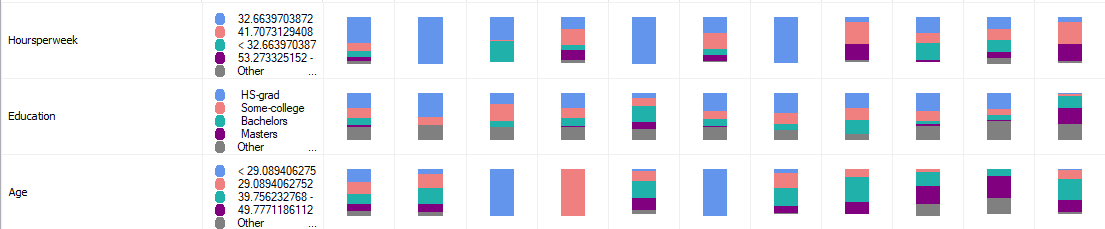 Hoursperweek
32.6639703872
41.7073129408
< 32.663970387
53.273325152 -
Other ...
Education
HS-grad
Some-college
Bachelors
Masters
Other ...
Age
< 29.089406275
29.0894062752
39.756232768 -
49.7771186112
Other ...